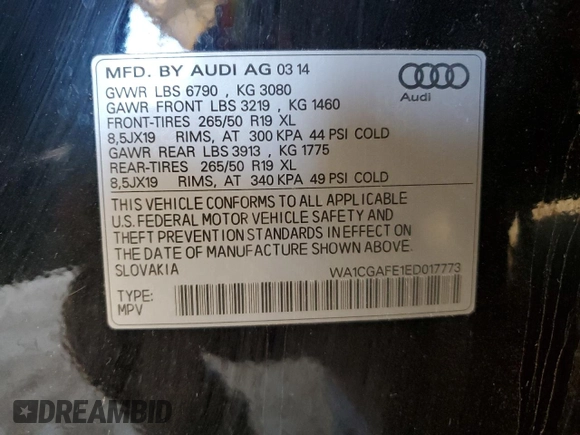 MFD. BY AUDI AG 03 14
GVWR LBS 6790 , KG 3080
GAWR FRONT LBS 3219 , KG 1460
FRONT-TIRES 265/50 R19 XL
8,5JX19 RIMS, AT 300 KPA 44 PSI COLD
GAWR REAR LBS 3913 , KG 1775
REAR-TIRES 265/50 R19 XL
8,5JX19 RIMS, AT 340 KPA 49 PSI COLD
Audi
THIS VEHICLE CONFORMS TO ALL APPLICABLE
U.S. FEDERAL MOTOR VEHICLE SAFETY AND
THEFT PREVENTION STANDARDS IN EFFECT ON
THE DATE OF MANUFACTURE SHOWN ABOVE.
SLOVAKIA WA1CGAFE1ED017773
TYPE:
MPV
DREAMBID